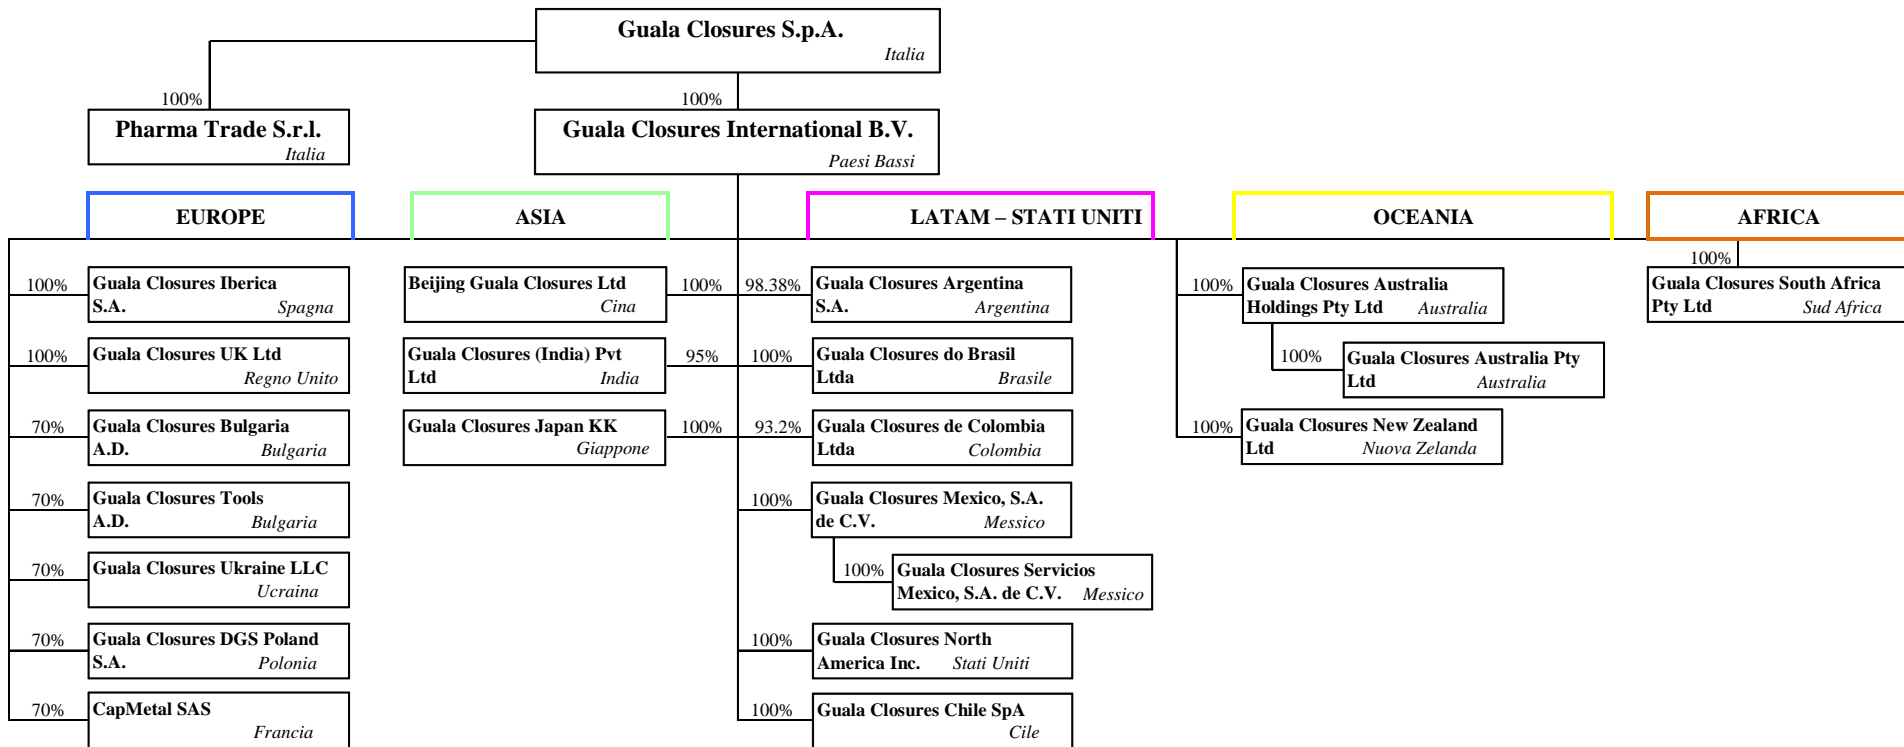 Guala Closures S.p.A.
Italia
100%
Pharma Trade S.r.l.
Italia
100%
Guala Closures International B.V.
Paesi Bassi
EUROPE
ASIA
LATAM – STATI UNITI
OCEANIA
AFRICA
100%
Guala Closures Iberica
S.A. Spagna
100%
Guala Closures UK Ltd
Regno Unito
70%
Guala Closures Bulgaria
A.D. Bulgaria
70%
Guala Closures Tools
A.D. Bulgaria
70%
Guala Closures Ukraine LLC
Ucraina
70%
Guala Closures DGS Poland
S.A. Polonia
70%
CapMetal SAS
Francia
Beijing Guala Closures Ltd
Cina
100%
Guala Closures (India) Pvt
Ltd India
95%
Guala Closures Japan KK
Giappone
100%
98.38%
Guala Closures Argentina
S.A. Argentina
100%
Guala Closures do Brasil
Ltda Brasile
93.2%
Guala Closures de Colombia
Ltda Colombia
100%
Guala Closures Mexico, S.A.
de C.V. Messico
100%
Guala Closures Servicios
Mexico, S.A. de C.V. Messico
100%
Guala Closures North
America Inc. Stati Uniti
100%
Guala Closures Chile SpA
Cile
100%
Guala Closures Australia
Holdings Pty Ltd Australia
100%
Guala Closures Australia Pty
Ltd Australia
100%
Guala Closures New Zealand
Ltd Nuova Zelanda
100%
Guala Closures South Africa
Pty Ltd Sud Africa